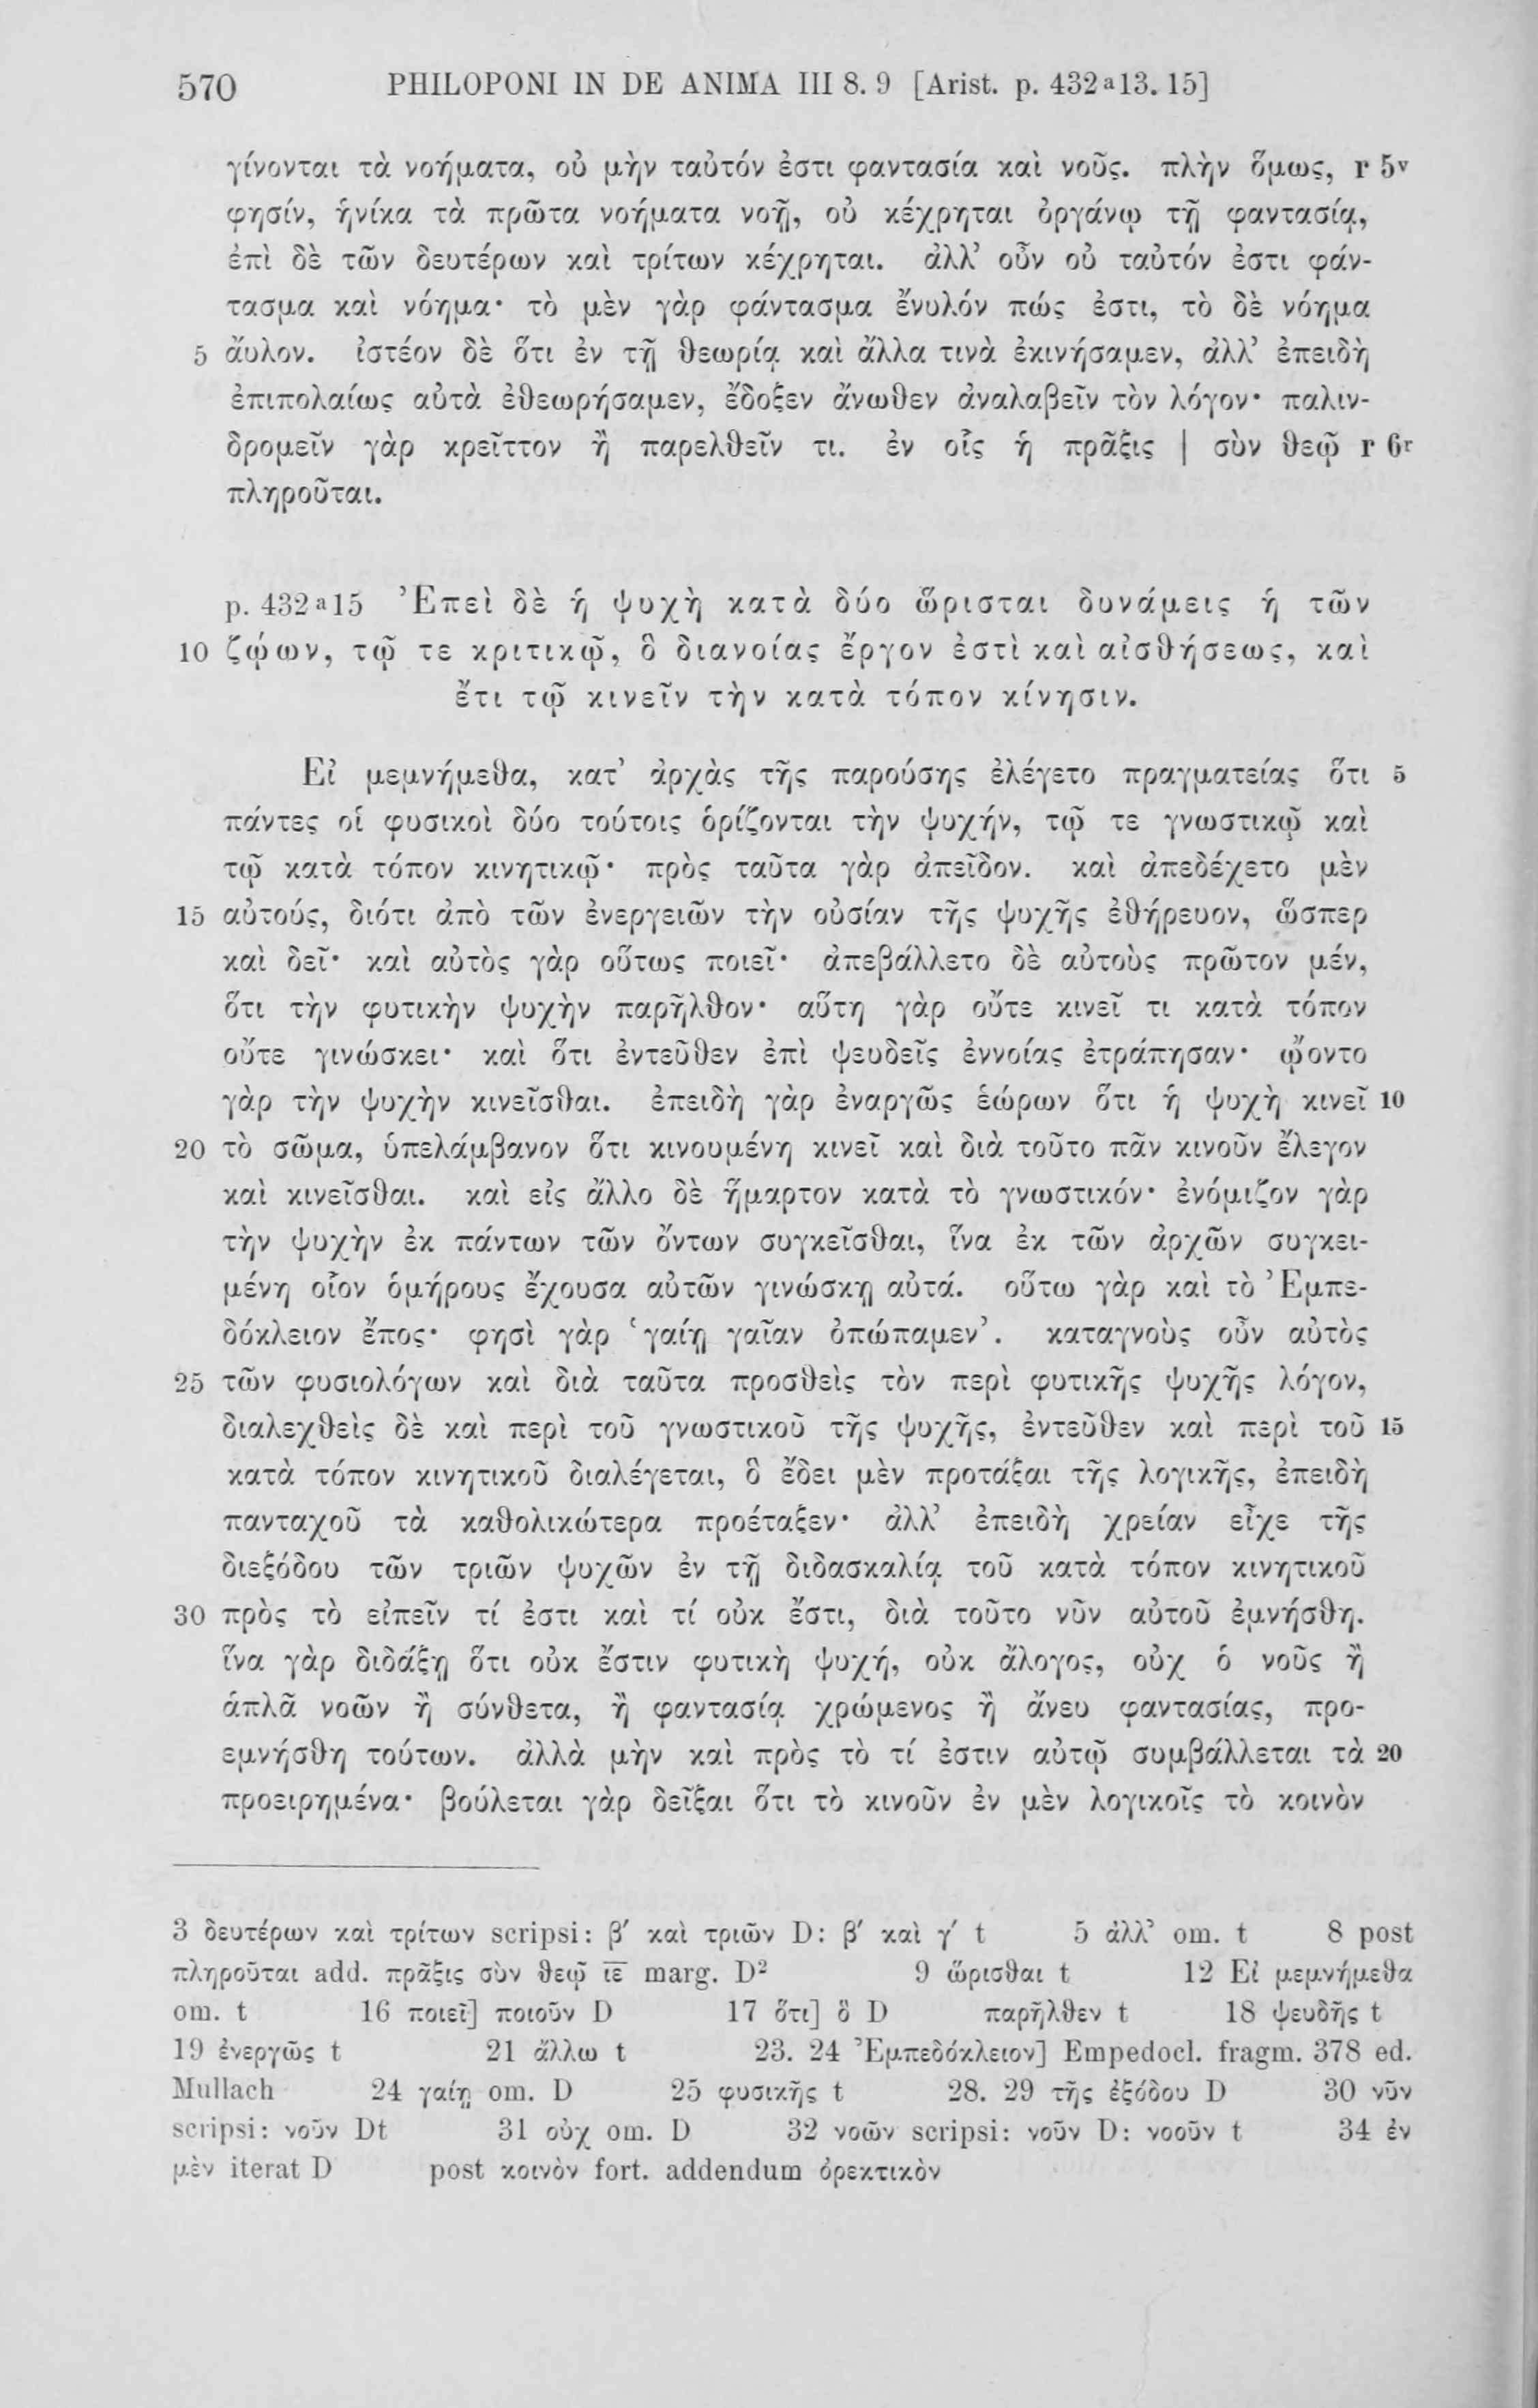 570 PHILOPONI IN DE ANIMA III 8. 9 [Arist. p. 432 a 13. 15]
γίνονται τὰ νοήματα, οὐ μὴν ταὐτόν ἐστι φαντασία καὶ νοῦς. πλὴν ὅμως, r 5v
φησίν, ἡνίκα τὰ πρῶτα νοήματα νοῇ, οὐ κέχρηται ὀργάνῳ τῇ φαντασίᾳ,
ἐπὶ δὲ τῶν δευτέρων καὶ τρίτων κέχρηται. ἀλλ’ οὖν οὐ ταὐτόν ἐστι φάν-
τασμα καὶ νόημα· τὸ μὲν γὰρ φάντασμα ἔνυλόν πώς ἐστι, τὸ δὲ νόημα
5 ἄυλον. ἰστέον δὲ ὅτι ἐν τῇ θεωρίᾳ καὶ ἄλλα τινὰ ἐκινήσαμεν, ἀλλ’ ἐπειδὴ
ἐπιπολαίως αὐτὰ ἐθεωρήσαμεν, ἔδοξεν ἄνωθεν ἀναλαβεῖν τὸν λόγον· παλιν-
δρομεῖν γὰρ κρεῖττον ἢ παρελθεῖν τι. ἐν οἷς ἡ πρᾶξις | σὺν θεῷ r 6r
πληροῦται.
p. 432 a 15 Ἐπεὶ δὲ ἡ ψυχὴ κατὰ δύο ὥρισται δυνάμεις ἡ τῶν
10 ζῴων, τῷ τε κριτικῷ, ὃ διανοίας ἔργον ἐστὶ καὶ αἰσθήσεως, καὶ
ἔτι τῷ κινεῖν τὴν κατὰ τόπον κίνησιν.
Εἰ μεμνήμεθα, κατ’ ἀρχὰς τῆς παρούσης ἐλέγετο πραγματείας ὅτι 5
πάντες οἱ φυσικοὶ δύο τούτοις ὁρίζονται τὴν ψυχήν, τῷ τε γνωστικῷ καὶ
τῷ κατὰ τόπον κινητικῷ· πρὸς ταῦτα γὰρ ἀπεῖδον. καὶ ἀπεδέχετο μὲν
15 αὐτούς, διότι ἀπὸ τῶν ἐνεργειῶν τὴν οὐσίαν τῆς ψυχῆς ἐθήρευον, ὥσπερ
καὶ δεῖ· καὶ αὐτὸς γὰρ οὕτως ποιεῖ· ἀπεβάλλετο δὲ αὐτοὺς πρῶτον μέν,
ὅτι τὴν φυτικὴν ψυχὴν παρῆλθον· αὕτη γὰρ οὔτε κινεῖ τι κατὰ τόπον
οὔτε γινώσκει· καὶ ὅτι ἐντεῦθεν ἐπὶ ψευδεῖς ἐννοίας ἐτράπησαν· ᾤοντο
γὰρ τὴν ψυχὴν κινεῖσθαι. ἐπειδὴ γὰρ ἐναργῶς ἑώρων ὅτι ἡ ψυχὴ κινεῖ 10
20 τὸ σῶμα, ὑπελάμβανον ὅτι κινουμένη κινεῖ καὶ διὰ τοῦτο πᾶν κινοῦν ἔλεγον
καὶ κινεῖσθαι. καὶ εἰς ἄλλο δὲ ἥμαρτον κατὰ τὸ γνωστικόν· ἐνόμιζον γὰρ
τὴν ψυχὴν ἐκ πάντων τῶν ὄντων συγκεῖσθαι, ἵνα ἐκ τῶν ἀρχῶν συγκει-
μένη οἷον ὁμήρους ἔχουσα αὐτῶν γινώσκῃ αὐτά. οὕτω γὰρ καὶ τὸ Ἐμπε-
δόκλειον ἔπος· φησὶ γὰρ ‘γαίῃ γαῖαν ὀπώπαμεν’. καταγνοὺς οὖν αὐτὸς
25 τῶν φυσιολόγων καὶ διὰ ταῦτα προσθεὶς τὸν περὶ φυτικῆς ψυχῆς λόγον,
διαλεχθεὶς δὲ καὶ περὶ τοῦ γνωστικοῦ τῆς ψυχῆς, ἐντεῦθεν καὶ περὶ τοῦ 15
κατὰ τόπον κινητικοῦ διαλέγεται, ὃ ἔδει μὲν προτάξαι τῆς λογικῆς, ἐπειδὴ
πανταχοῦ τὰ καθολικώτερα προέταξεν· ἀλλ’ ἐπειδὴ χρείαν εἶχε τῆς
διεξόδου τῶν τριῶν ψυχῶν ἐν τῇ διδασκαλίᾳ τοῦ κατὰ τόπον κινητικοῦ
30 πρὸς τὸ εἰπεῖν τί ἐστι καὶ τί οὐκ ἔστι, διὰ τοῦτο νῦν αὐτοῦ ἐμνήσθη.
ἵνα γὰρ διδάξῃ ὅτι οὐκ ἔστιν φυτικὴ ψυχή, οὐκ ἄλογος, οὐχ ὁ νοῦς ἢ
ἁπλᾶ νοῶν ἢ σύνθετα, ἢ φαντασίᾳ χρώμενος ἢ ἄνευ φαντασίας, προ-
εμνήσθη τούτων. ἀλλὰ μὴν καὶ πρὸς τὸ τί ἐστιν αὐτῷ συμβάλλεται τὰ 20
προειρημένα· βούλεται γὰρ δεῖξαι ὅτι τὸ κινοῦν ἐν μὲν λογικοῖς τὸ κοινὸν
3 δευτέρων καὶ τρίτων scripsi: β′ καὶ τριῶν D: β′ καὶ γ′ t 5 ἀλλ’ om. t 8 post
πληροῦται add. πρᾶξις σὺν θεῷ ι̅ε̅ marg. D² 9 ὡρισθαι t 12 Εἰ μεμνήμεθα
om. t 16 ποιεῖ] ποιοῦν D 17 ὅτι] ὃ D παρῆλθεν t 18 ψευδῆς t
19 ἐνεργῶς t 21 ἄλλω t 23. 24 Ἐμπεδόκλειον] Empedocl. fragm. 378 ed.
Mullach 24 γαίῃ om. D 25 φυσικῆς t 28. 29 τῆς ἐξόδου D 30 νῦν
scripsi: νοῦν Dt 31 οὐχ om. D 32 νοῶν scripsi: νοῦν D: νοοῦν t 34 ἐν
μὲν iterat D post κοινὸν fort. addendum ὀρεκτικὸν